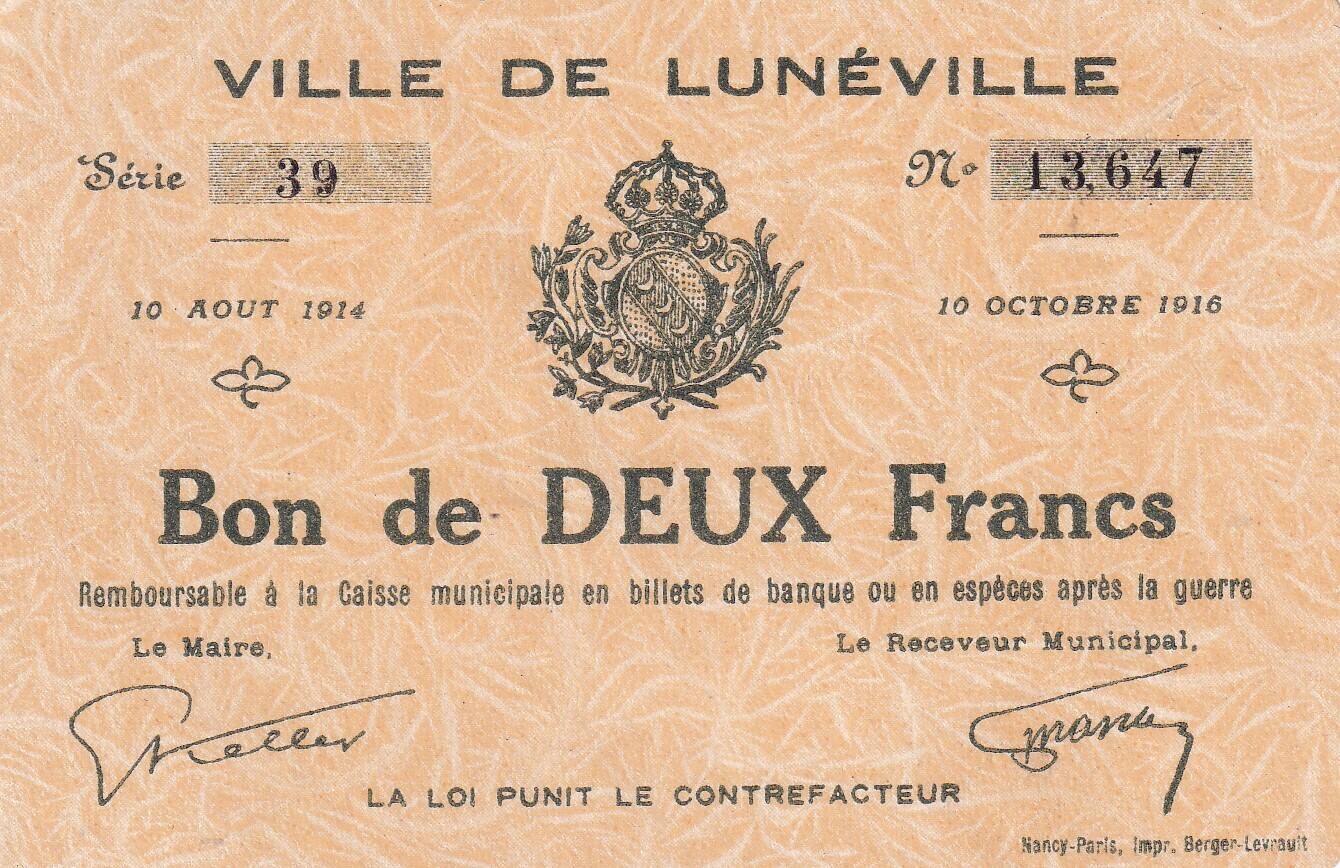 VILLE DE LUNÉVILLE
Série 39
No 13,647
10 AOUT 1914
10 OCTOBRE 1916
Bon de DEUX Francs
Remboursable à la Caisse municipale en billets de banque ou en espèces après la guerre
Le Maire,
Le Receveur Municipal,
Keller
LA LOI PUNIT LE CONTREFACTEUR
Nancy-Paris, Impr. Berger-Levrault